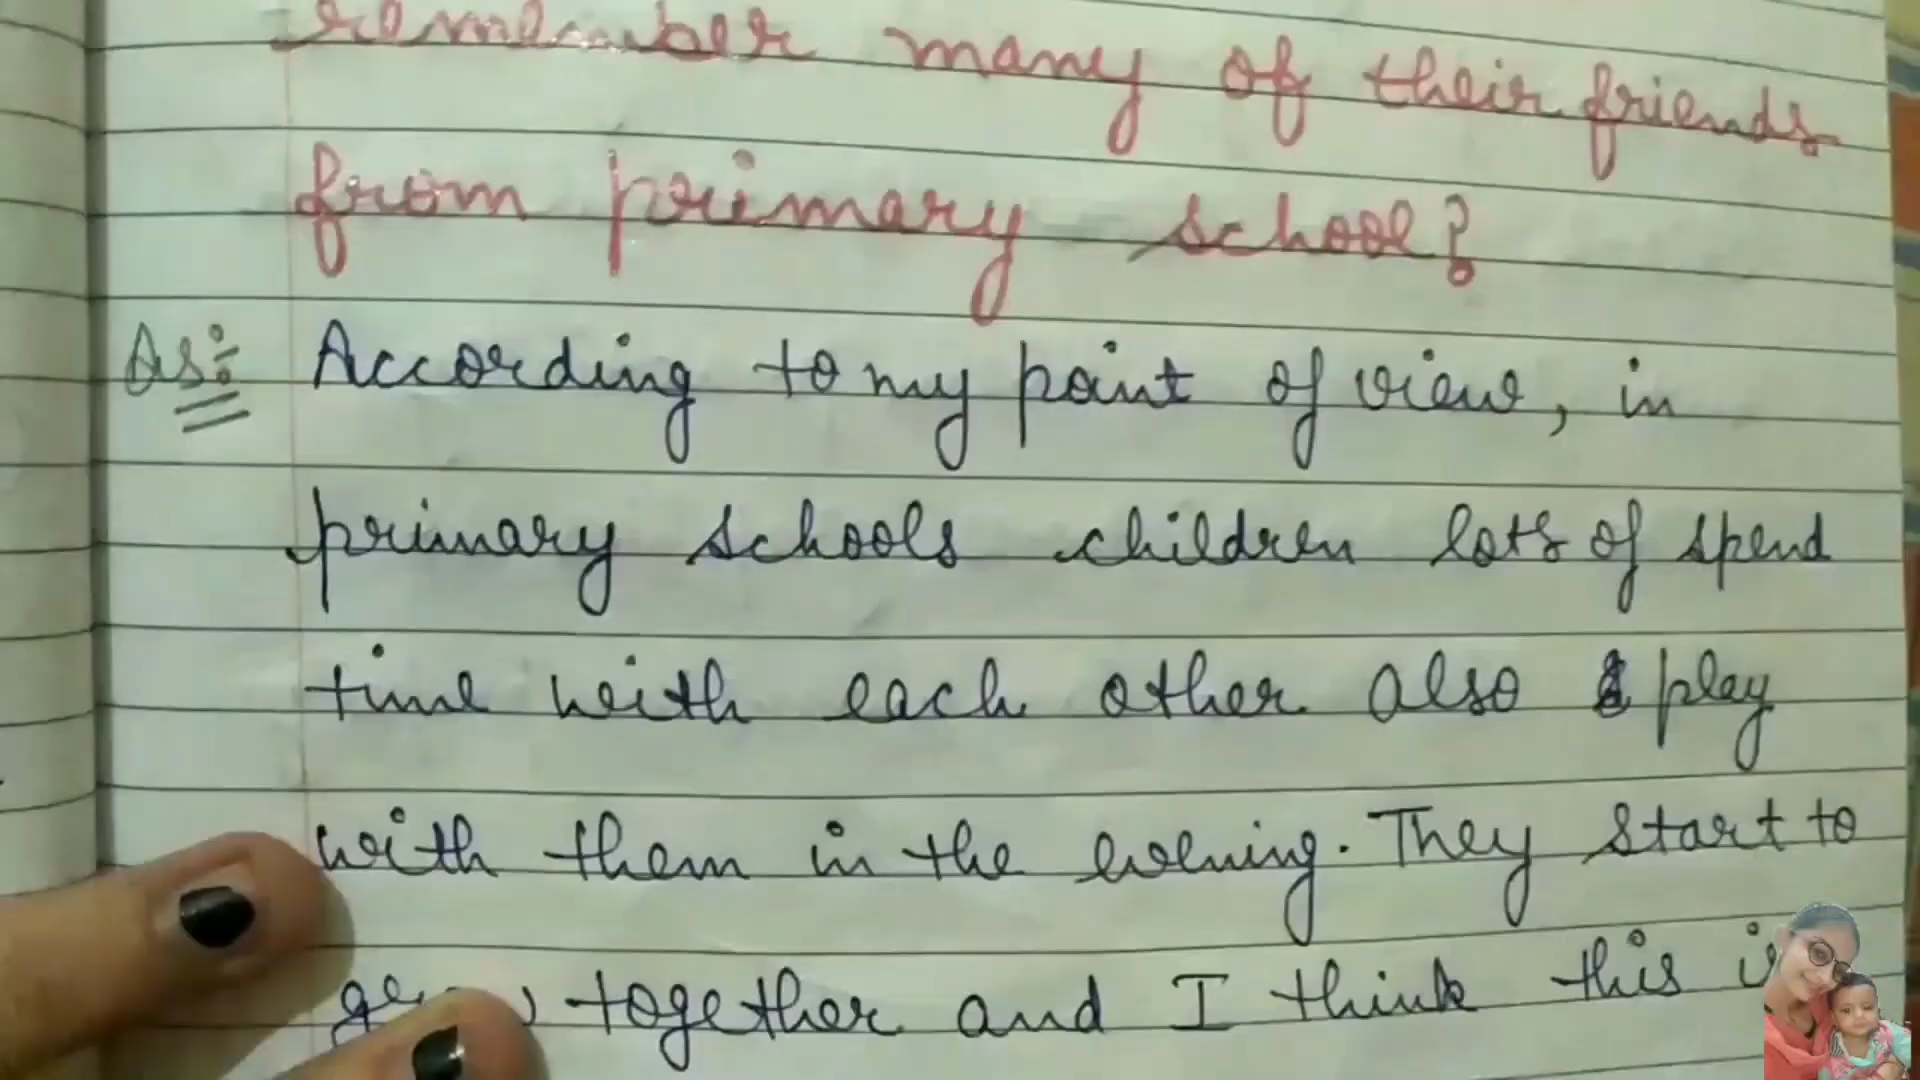 remember many of their friends
from primary school?
As:
According to my point of view, in
primary schools children lots of spend
time with each other also play
with them in the evening. They start to
together and I think this is